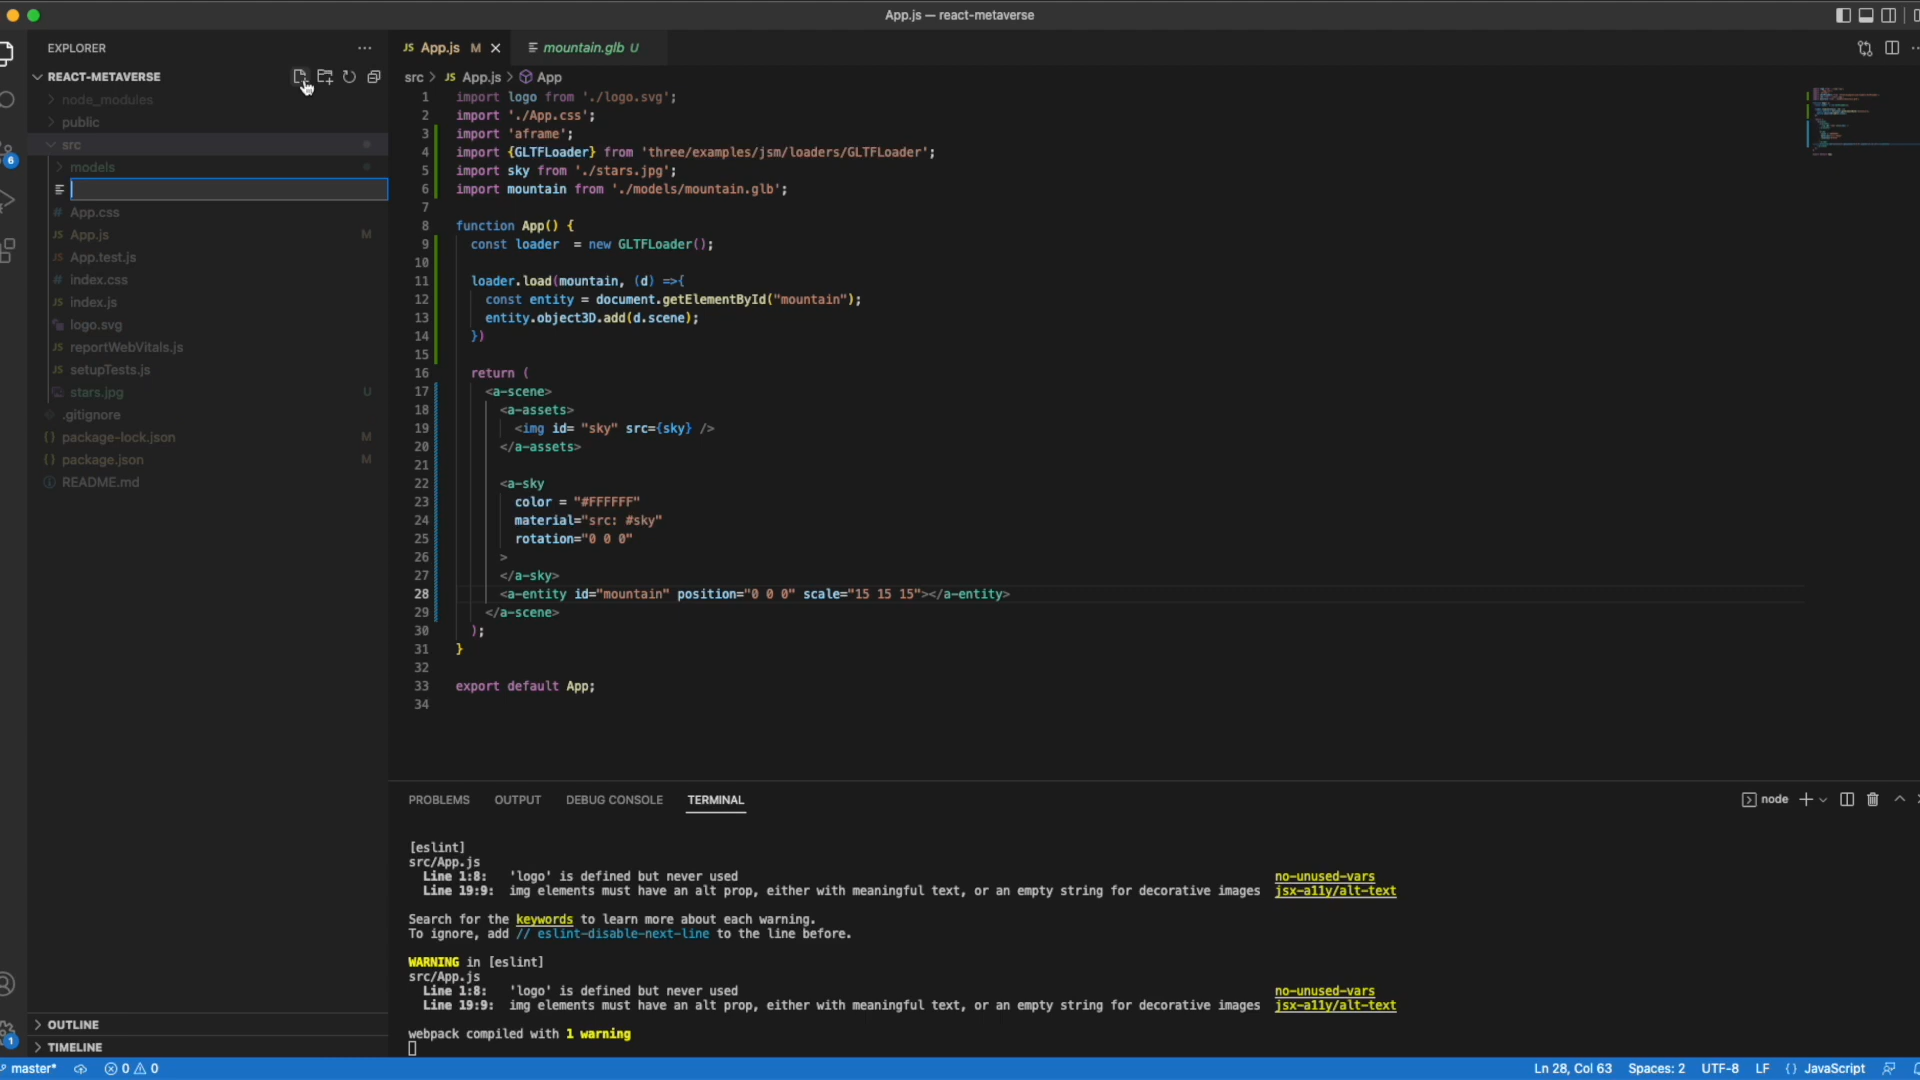 App.js — react-metaverse
EXPLORER
REACT-METAVERSE
node_modules
public
src
models
App.css
App.js M
App.test.js
index.css
index.js
logo.svg
reportWebVitals.js
setupTests.js
stars.jpg U
.gitignore
package-lock.json M
package.json M
README.md
OUTLINE
TIMELINE
6
1
JS App.js M
mountain.glb U
src > JS App.js > App
1 import logo from './logo.svg';
2 import './App.css';
3 import 'aframe';
4 import {GLTFLoader} from 'three/examples/jsm/loaders/GLTFLoader';
5 import sky from './stars.jpg';
6 import mountain from './models/mountain.glb';
7
8 function App() {
9 const loader = new GLTFLoader();
10
11 loader.load(mountain, (d) =>{
12 const entity = document.getElementById("mountain");
13 entity.object3D.add(d.scene);
14 })
15
16 return (
17 <a-scene>
18 <a-assets>
19 <img id= "sky" src={sky} />
20 </a-assets>
21
22 <a-sky
23 color = "#FFFFFF"
24 material="src: #sky"
25 rotation="0 0 0"
26 >
27 </a-sky>
28 <a-entity id="mountain" position="0 0 0" scale="15 15 15"></a-entity>
29 </a-scene>
30 );
31 }
32
33 export default App;
34
PROBLEMS OUTPUT DEBUG CONSOLE TERMINAL
node
[eslint]
src/App.js
Line 1:8: 'logo' is defined but never used no-unused-vars
Line 19:9: img elements must have an alt prop, either with meaningful text, or an empty string for decorative images jsx-a11y/alt-text
Search for the keywords to learn more about each warning.
To ignore, add // eslint-disable-next-line to the line before.
WARNING in [eslint]
src/App.js
Line 1:8: 'logo' is defined but never used no-unused-vars
Line 19:9: img elements must have an alt prop, either with meaningful text, or an empty string for decorative images jsx-a11y/alt-text
webpack compiled with 1 warning
master* 0 0 Ln 28, Col 63 Spaces: 2 UTF-8 LF {} JavaScript